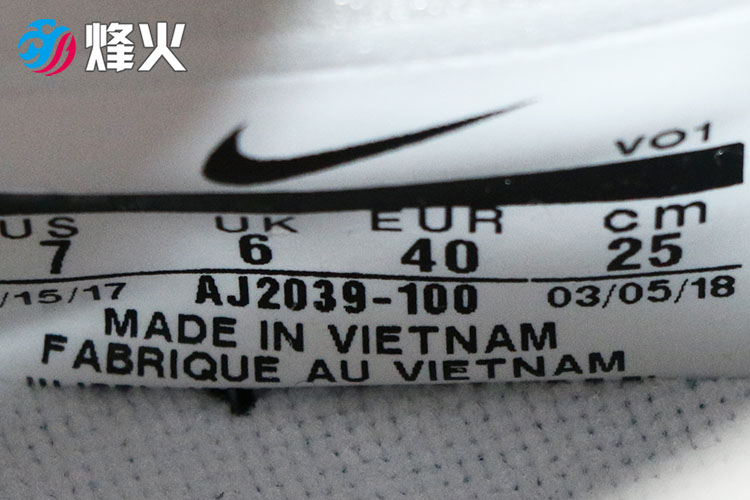 烽火
VO1
US UK EUR cm
7 6 40 25
/15/17 AJ2039-100 03/05/18
MADE IN VIETNAM
FABRIQUE AU VIETNAM